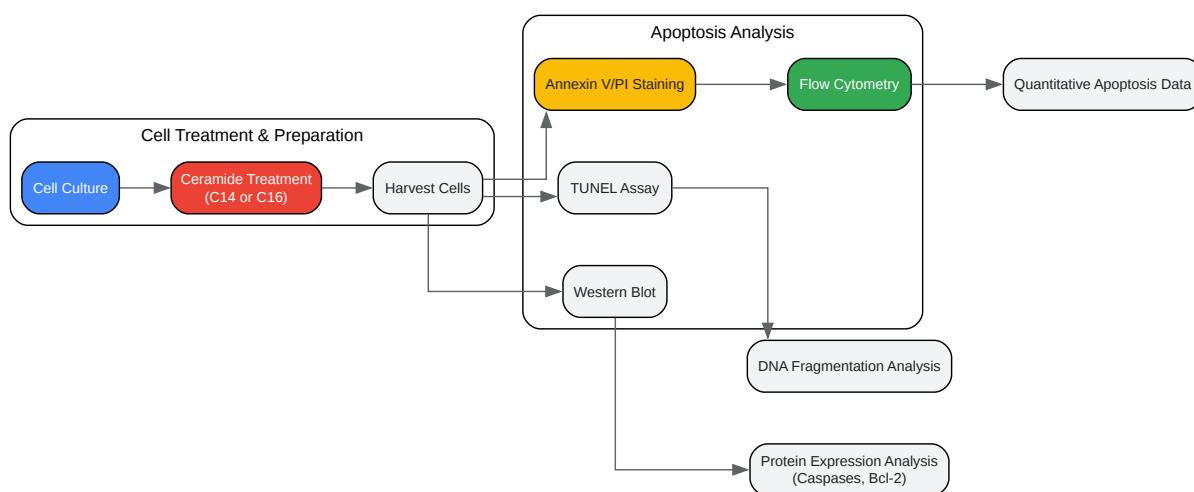 Apoptosis Analysis
Annexin V/PI Staining
Flow Cytometry
Quantitative Apoptosis Data
Cell Treatment & Preparation
Cell Culture
Ceramide Treatment
(C14 or C16)
Harvest Cells
TUNEL Assay
Western Blot
DNA Fragmentation Analysis
Protein Expression Analysis
(Caspases, Bcl-2)